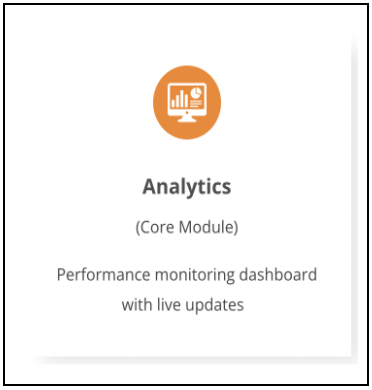 Analytics
(Core Module)
Performance monitoring dashboard
with live updates